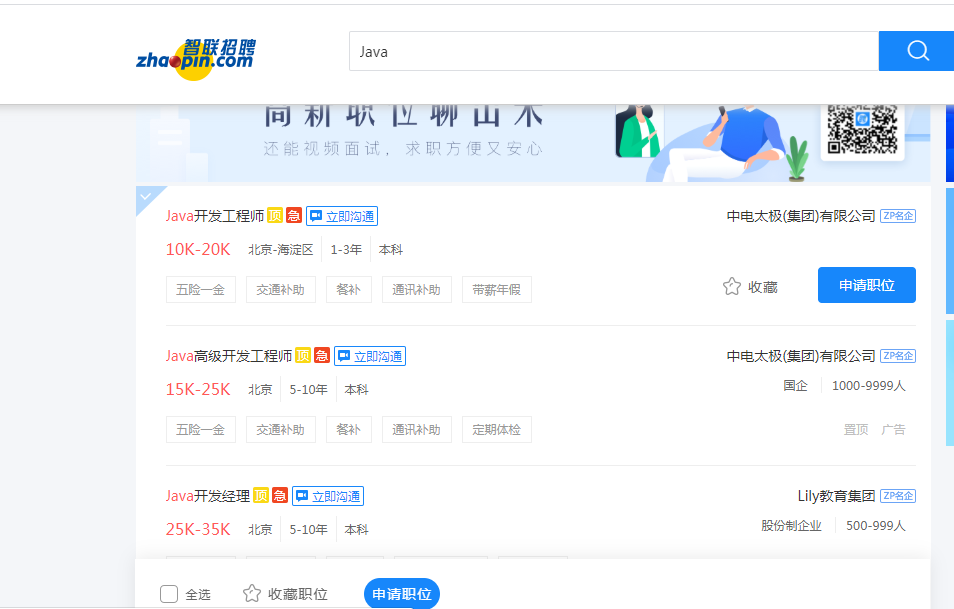 智联招聘
zhaopin.com
Java
高新职位聊出来
还能视频面试，求职方便又安心
Java开发工程师 顶 急 立即沟通 中电太极(集团)有限公司 ZP名企
10K-20K 北京-海淀区 1-3年 本科
五险一金 交通补助 餐补 通讯补助 带薪年假 收藏 申请职位
Java高级开发工程师 顶 急 立即沟通 中电太极(集团)有限公司 ZP名企
15K-25K 北京 5-10年 本科 国企 1000-9999人
五险一金 交通补助 餐补 通讯补助 定期体检 置顶 广告
Java开发经理 顶 急 立即沟通 Lily教育集团 ZP名企
25K-35K 北京 5-10年 本科 股份制企业 500-999人
全选 收藏职位 申请职位